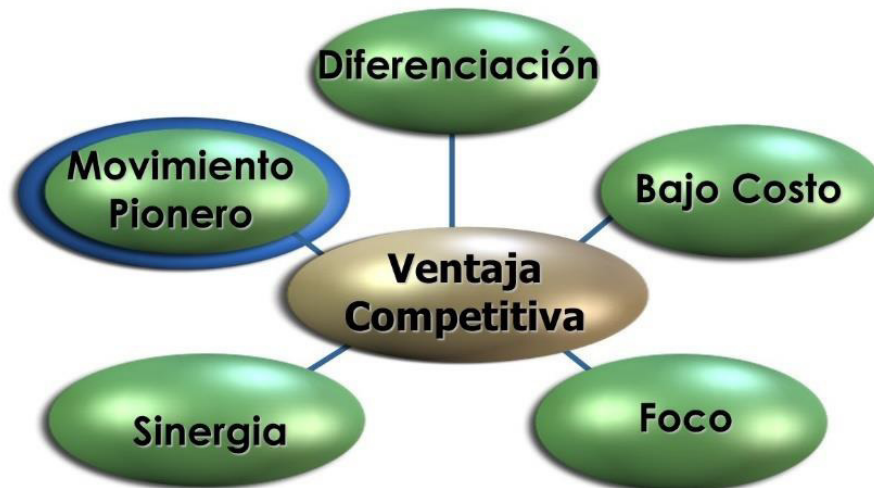 Diferenciación
Movimiento
Pionero
Bajo Costo
Ventaja
Competitiva
Sinergia
Foco